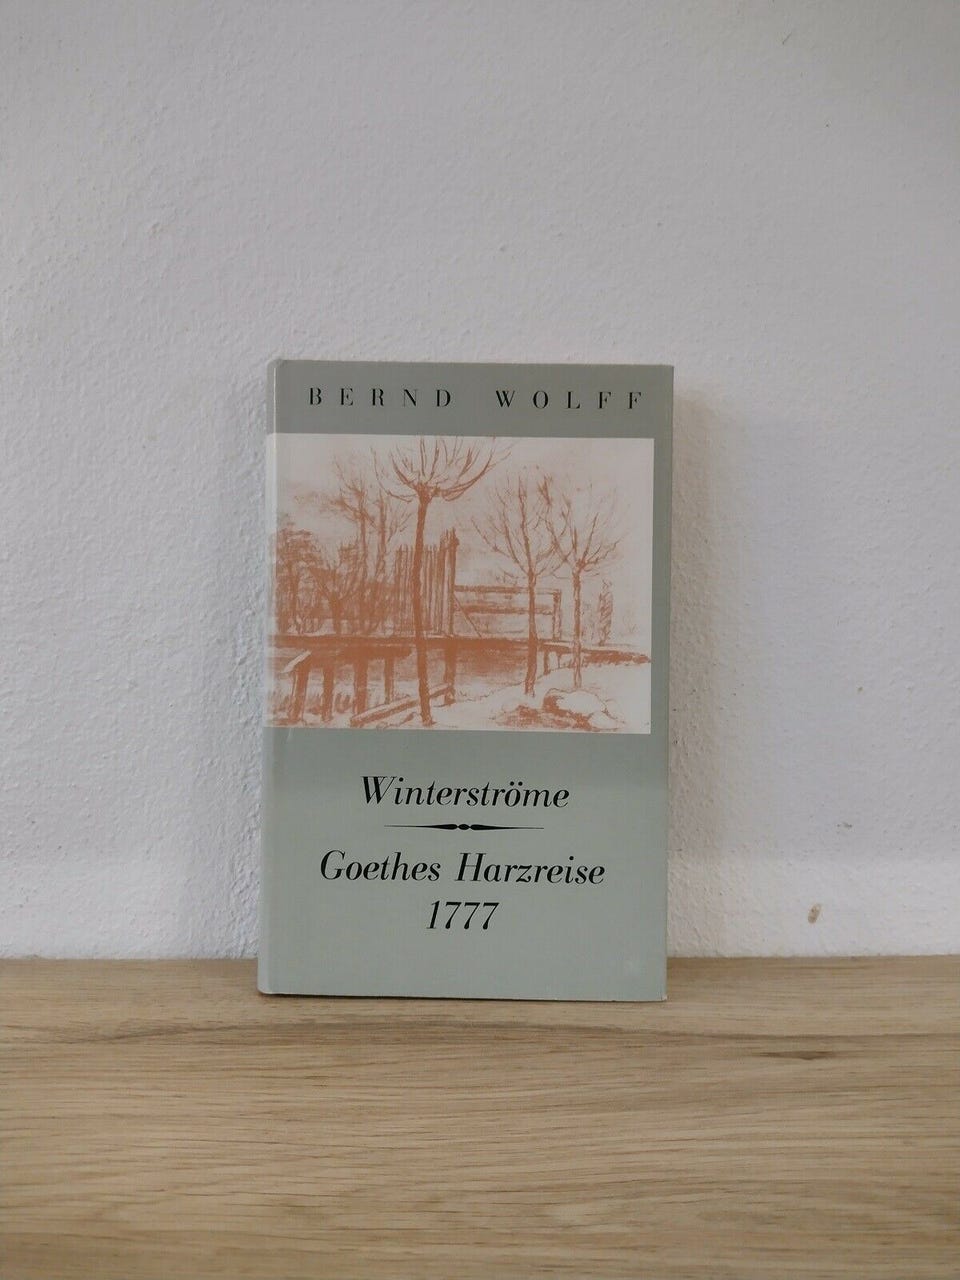 BERND WOLFF
Winterströme
Goethes Harzreise
1777